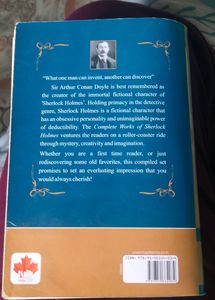 "What one man can invent, another can discover"
Sir Arthur Conan Doyle is best remembered as
the creator of the immortal fictional character of
'Sherlock Holmes'. Holding primacy in the detective
genre, Sherlock Holmes is a fictional character that
has an obsessive personality and unimaginable power
of deductibility. The Complete Works of Sherlock
Holmes ventures the readers on a roller-coaster ride
through mystery, creativity and imagination.
Whether you are a first time reader, or just
rediscovering some old favorites, this compiled set
promises to set an everlasting impression that you
would always cherish!